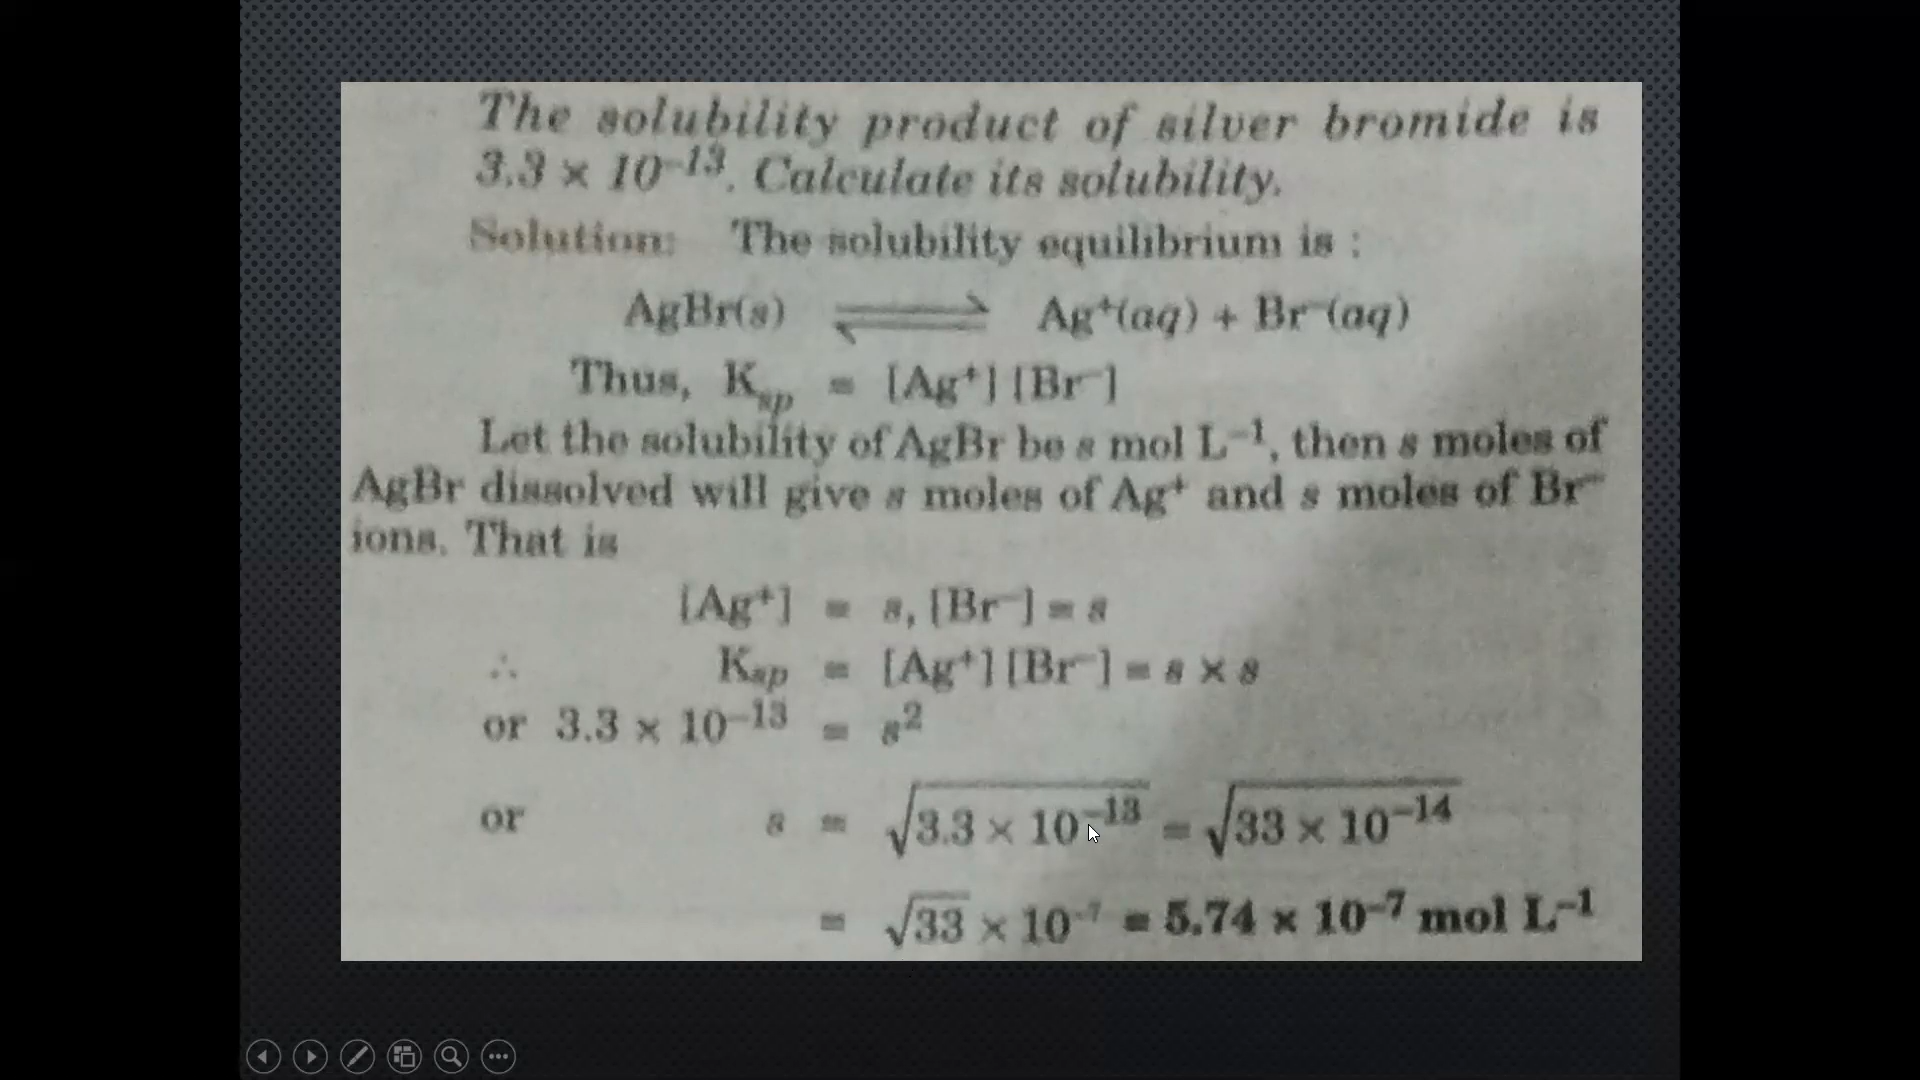 The solubility product of silver bromide is
3.3 × 10⁻¹³. Calculate its solubility.
Solution: The solubility equilibrium is :
AgBr(s) ⇌ Ag⁺(aq) + Br⁻(aq)
Thus, Ksp = [Ag⁺] [Br⁻]
Let the solubility of AgBr be s mol L⁻¹, then s moles of
AgBr dissolved will give s moles of Ag⁺ and s moles of Br⁻
ions. That is
[Ag⁺] = s, [Br⁻] = s
∴ Ksp = [Ag⁺] [Br⁻] = s × s
or 3.3 × 10⁻¹³ = s²
or s = √3.3 × 10⁻¹³ = √33 × 10⁻¹⁴
= √33 × 10⁻⁷ = 5.74 × 10⁻⁷ mol L⁻¹